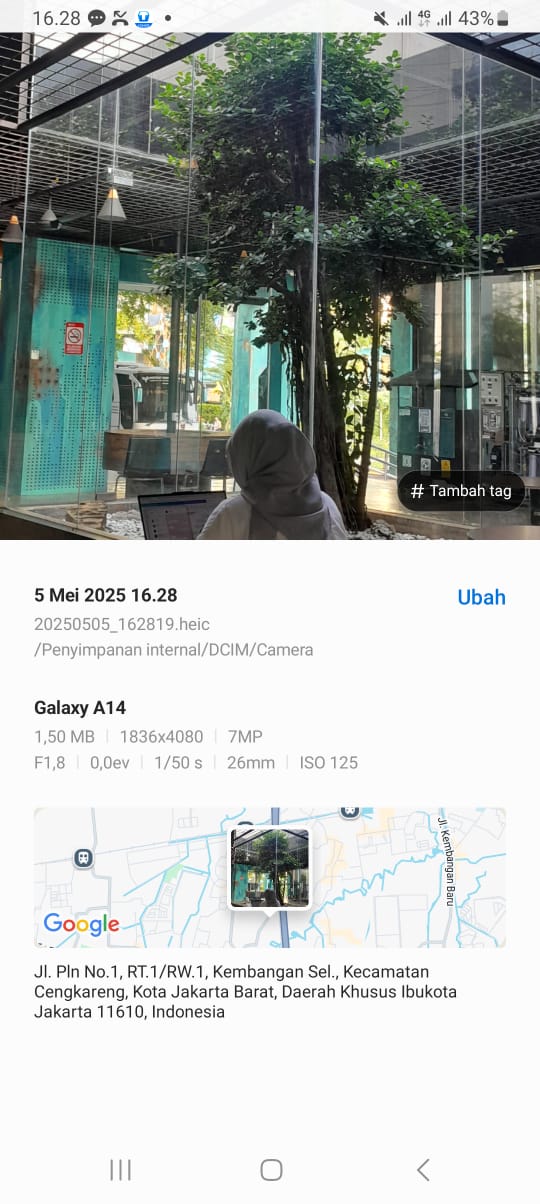 16.28
4G
43%
# Tambah tag
5 Mei 2025 16.28
Ubah
20250505_162819.heic
/Penyimpanan internal/DCIM/Camera
Galaxy A14
1,50 MB | 1836x4080 | 7MP
F1,8 | 0,0ev | 1/50 s | 26mm | ISO 125
Jl. Kembangan Baru
Google
Jl. Pln No.1, RT.1/RW.1, Kembangan Sel., Kecamatan
Cengkareng, Kota Jakarta Barat, Daerah Khusus Ibukota
Jakarta 11610, Indonesia